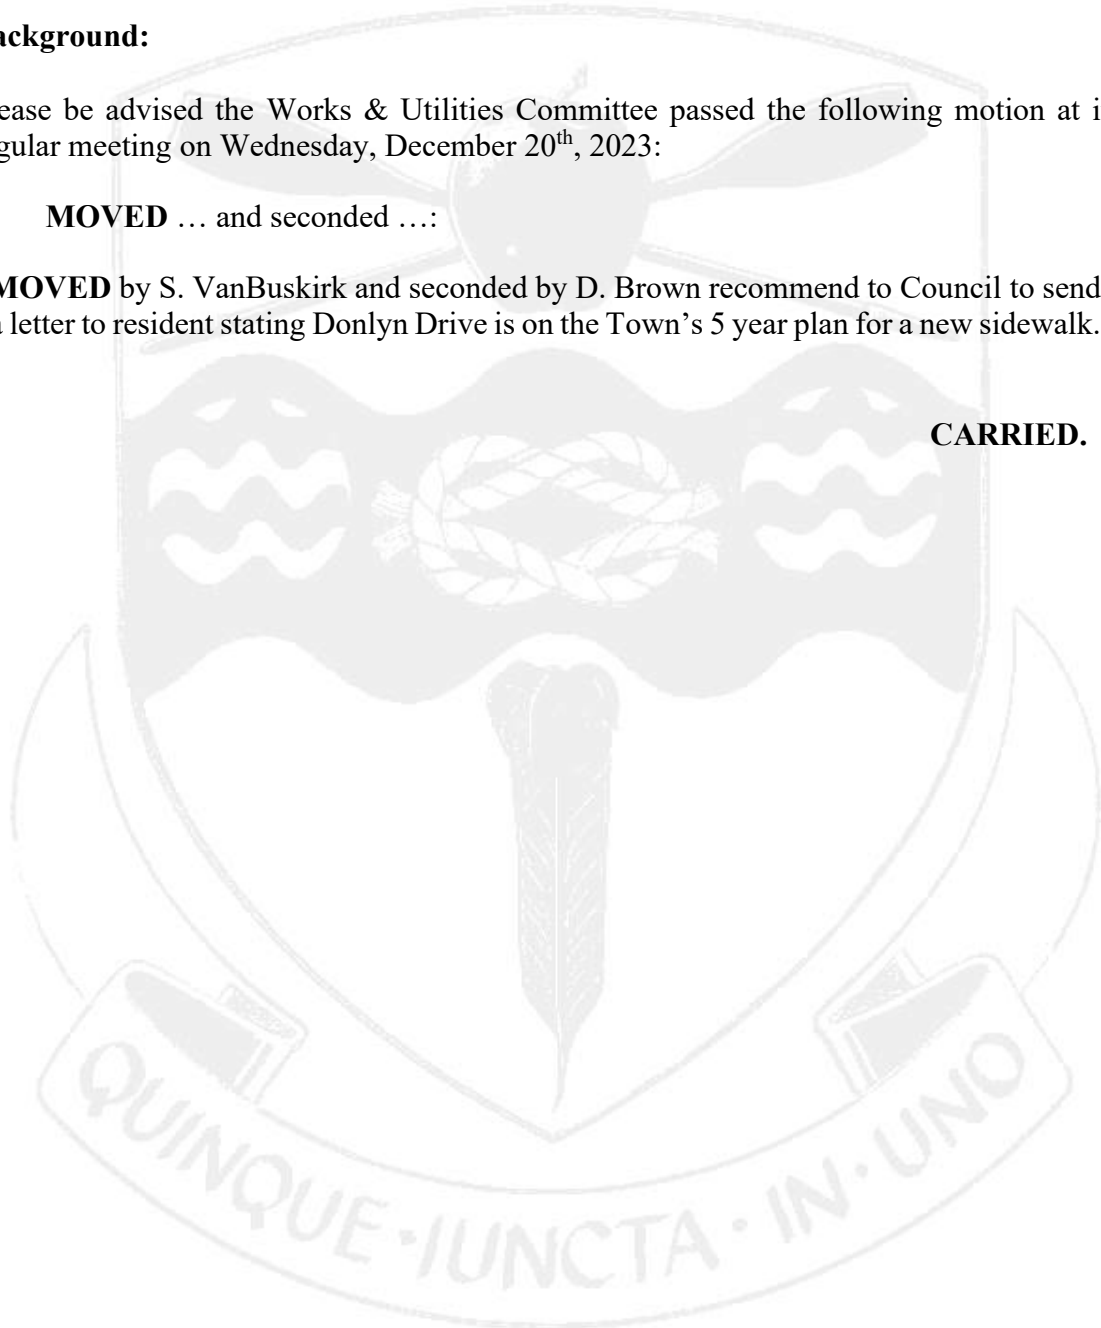 ackground:
ease be advised the Works & Utilities Committee passed the following motion at i
gular meeting on Wednesday, December 20th, 2023:
MOVED … and seconded …:
MOVED by S. VanBuskirk and seconded by D. Brown recommend to Council to send
a letter to resident stating Donlyn Drive is on the Town’s 5 year plan for a new sidewalk.
CARRIED.
QUINQUE·IUNCTA·IN·UNO